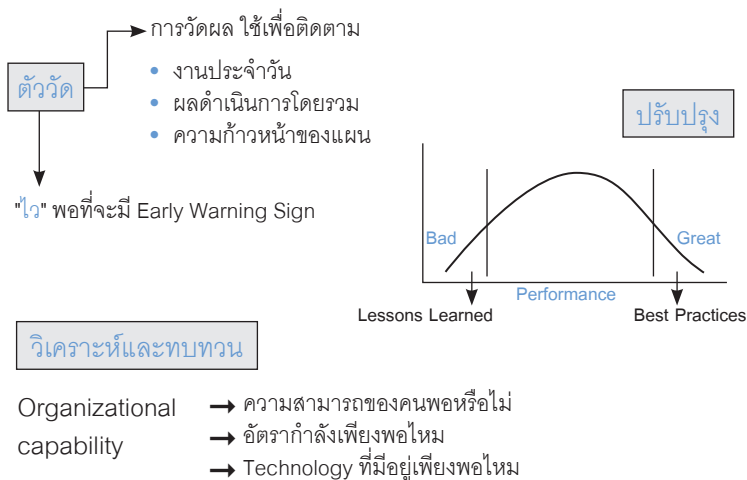 ตัววัด
การวัดผล ใช้เพื่อติดตาม
• งานประจำวัน
• ผลดำเนินการโดยรวม
• ความก้าวหน้าของแผน
"ไว" พอที่จะมี Early Warning Sign
ปรับปรุง
Bad
Great
Performance
Lessons Learned
Best Practices
วิเคราะห์และทบทวน
Organizational
capability
ความสามารถของคนพอหรือไม่
อัตรากำลังเพียงพอไหม
Technology ที่มีอยู่เพียงพอไหม